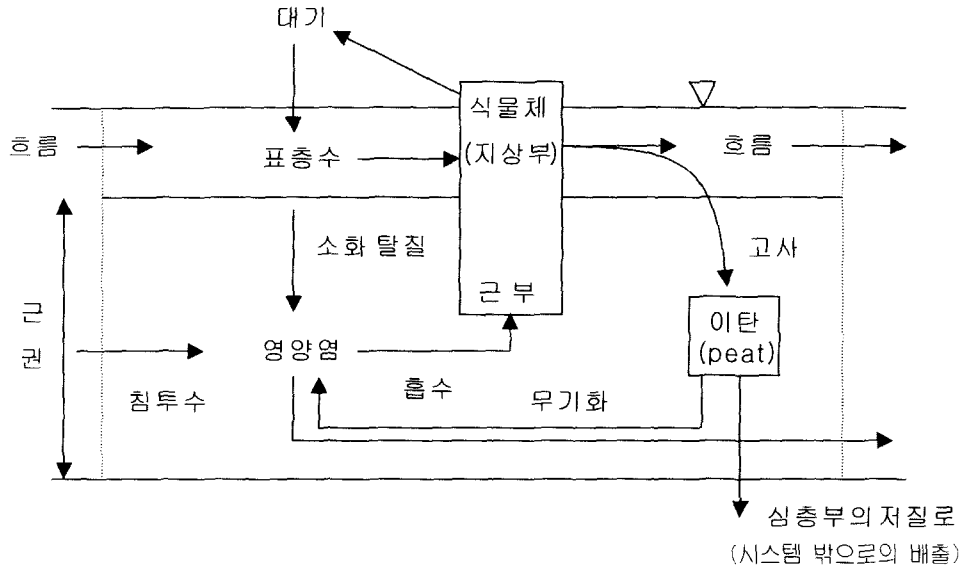 대기
식물체
(지상부)
흐름
표층수
흐름
소화 탈질
고사
근 부
근
권
이탄
(peat)
영양염
흡수
침투수
무기화
심층부의 저질로
(시스템 밖으로의 배출)